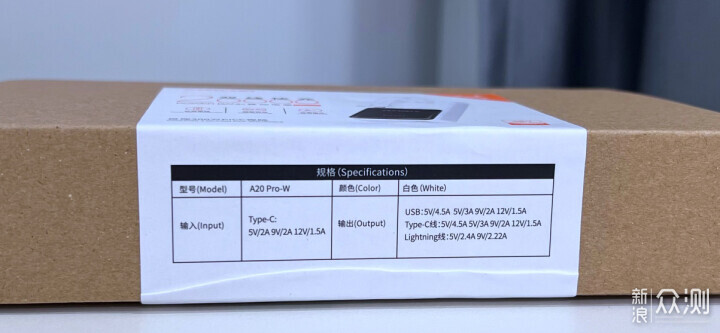 规格(Specifications)
型号(Model) A20 Pro-W 颜色(Color) 白色(White)
输入(Input) Type-C:
5V/2A 9V/2A 12V/1.5A
输出(Output) USB:5V/4.5A 5V/3A 9V/2A 12V/1.5A
Type-C线:5V/4.5A 5V/3A 9V/2A 12V/1.5A
Lightning线:5V/2.4A 9V/2.22A
新浪 众测